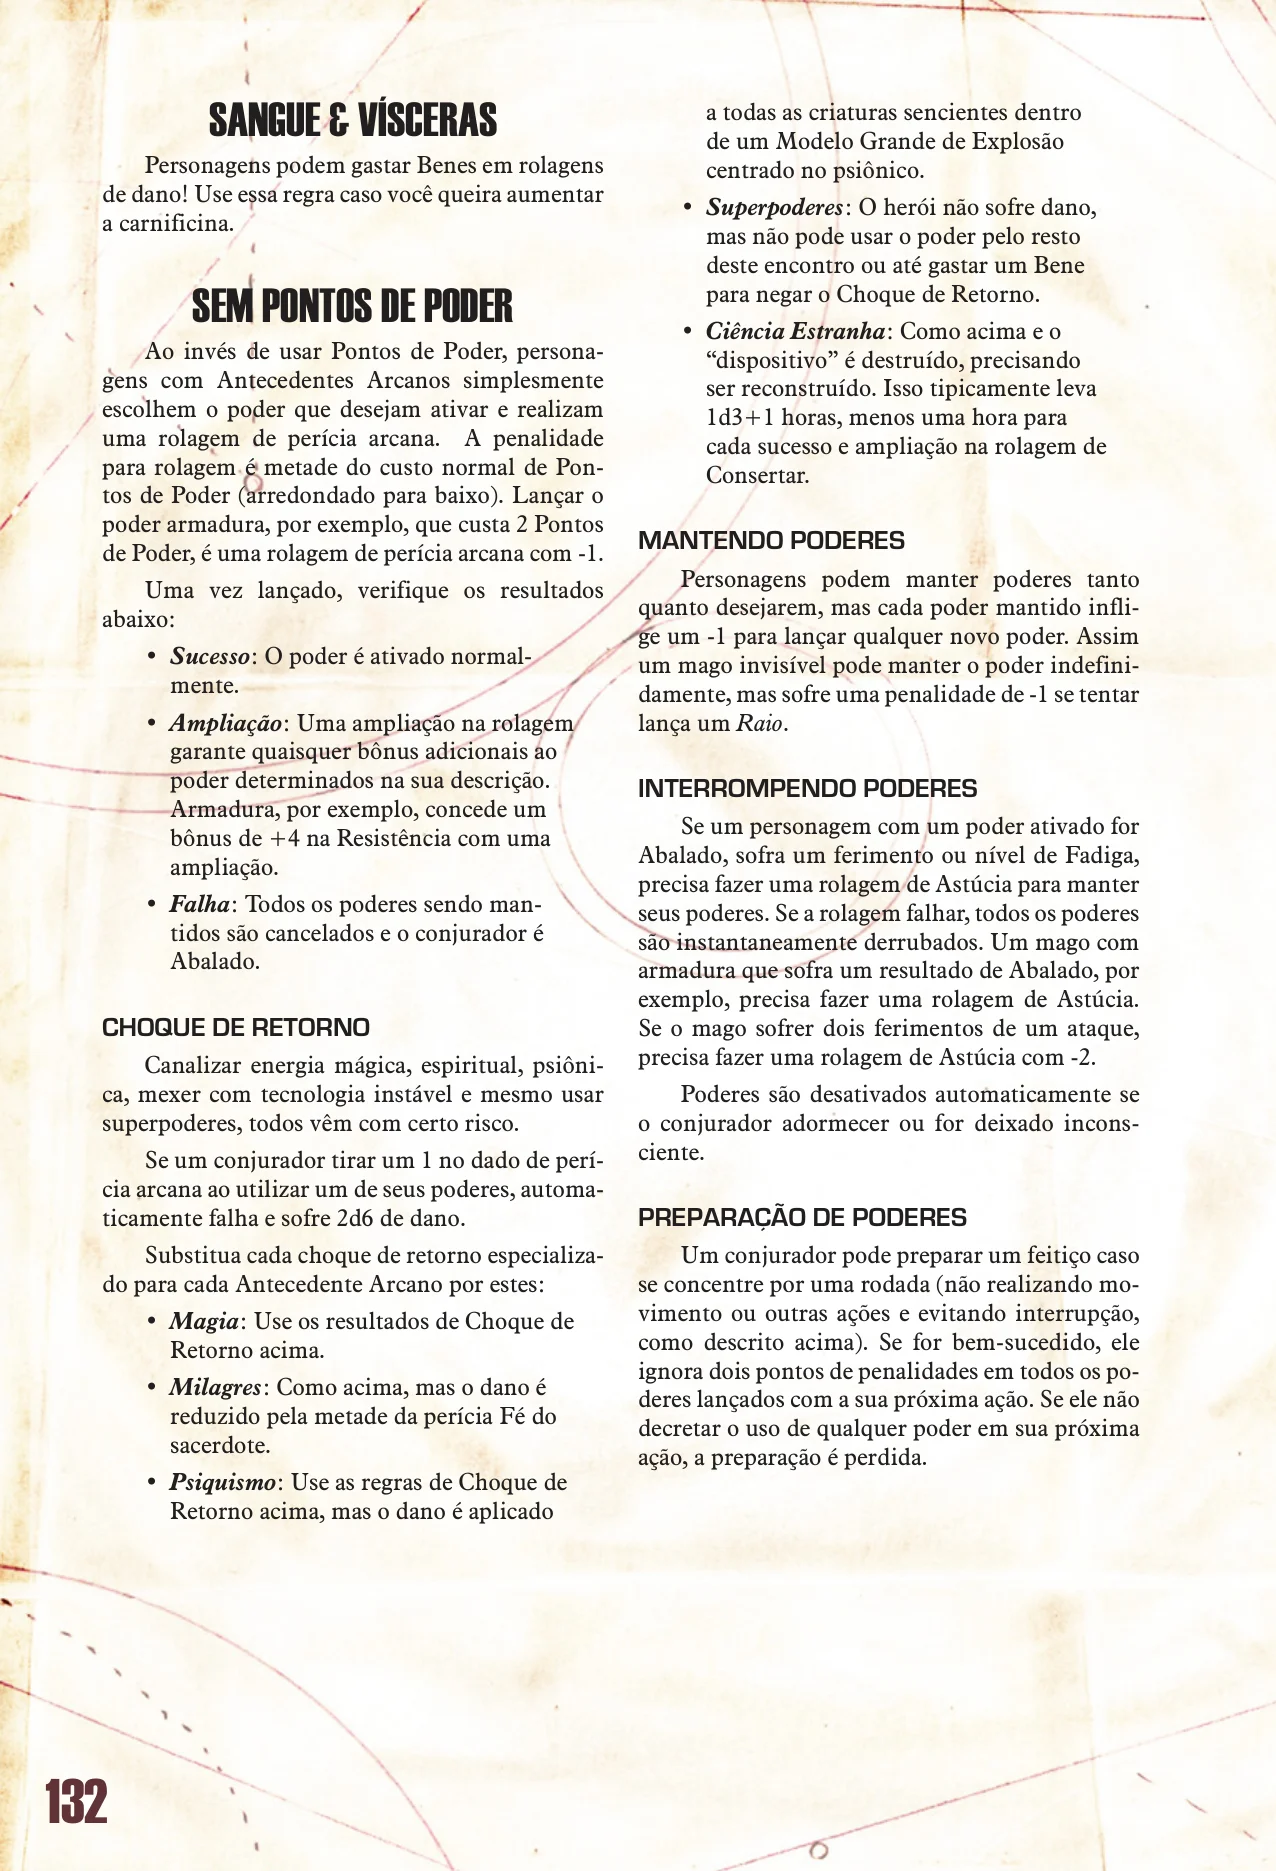 SANGUE & VÍSCERAS
Personagens podem gastar Benes em rolagens
de dano! Use essa regra caso você queira aumentar
a carnificina.
SEM PONTOS DE PODER
Ao invés de usar Pontos de Poder, persona-
gens com Antecedentes Arcanos simplesmente
escolhem o poder que desejam ativar e realizam
uma rolagem de perícia arcana. A penalidade
para rolagem é metade do custo normal de Pon-
tos de Poder (arredondado para baixo). Lançar o
poder armadura, por exemplo, que custa 2 Pontos
de Poder, é uma rolagem de perícia arcana com -1.
Uma vez lançado, verifique os resultados
abaixo:
• Sucesso: O poder é ativado normal-
mente.
• Ampliação: Uma ampliação na rolagem
garante quaisquer bônus adicionais ao
poder determinados na sua descrição.
Armadura, por exemplo, concede um
bônus de +4 na Resistência com uma
ampliação.
• Falha: Todos os poderes sendo man-
tidos são cancelados e o conjurador é
Abalado.
CHOQUE DE RETORNO
Canalizar energia mágica, espiritual, psiôni-
ca, mexer com tecnologia instável e mesmo usar
superpoderes, todos vêm com certo risco.
Se um conjurador tirar um 1 no dado de perí-
cia arcana ao utilizar um de seus poderes, automa-
ticamente falha e sofre 2d6 de dano.
Substitua cada choque de retorno especializa-
do para cada Antecedente Arcano por estes:
• Magia: Use os resultados de Choque de
Retorno acima.
• Milagres: Como acima, mas o dano é
reduzido pela metade da perícia Fé do
sacerdote.
• Psiquismo: Use as regras de Choque de
Retorno acima, mas o dano é aplicado
a todas as criaturas sencientes dentro
de um Modelo Grande de Explosão
centrado no psiônico.
• Superpoderes: O herói não sofre dano,
mas não pode usar o poder pelo resto
deste encontro ou até gastar um Bene
para negar o Choque de Retorno.
• Ciência Estranha: Como acima e o
“dispositivo” é destruído, precisando
ser reconstruído. Isso tipicamente leva
1d3+1 horas, menos uma hora para
cada sucesso e ampliação na rolagem de
Consertar.
MANTENDO PODERES
Personagens podem manter poderes tanto
quanto desejarem, mas cada poder mantido infli-
ge um -1 para lançar qualquer novo poder. Assim
um mago invisível pode manter o poder indefini-
damente, mas sofre uma penalidade de -1 se tentar
lança um Raio.
INTERROMPENDO PODERES
Se um personagem com um poder ativado for
Abalado, sofra um ferimento ou nível de Fadiga,
precisa fazer uma rolagem de Astúcia para manter
seus poderes. Se a rolagem falhar, todos os poderes
são instantaneamente derrubados. Um mago com
armadura que sofra um resultado de Abalado, por
exemplo, precisa fazer uma rolagem de Astúcia.
Se o mago sofrer dois ferimentos de um ataque,
precisa fazer uma rolagem de Astúcia com -2.
Poderes são desativados automaticamente se
o conjurador adormecer ou for deixado incons-
ciente.
PREPARAÇÃO DE PODERES
Um conjurador pode preparar um feitiço caso
se concentre por uma rodada (não realizando mo-
vimento ou outras ações e evitando interrupção,
como descrito acima). Se for bem-sucedido, ele
ignora dois pontos de penalidades em todos os po-
deres lançados com a sua próxima ação. Se ele não
decretar o uso de qualquer poder em sua próxima
ação, a preparação é perdida.
132